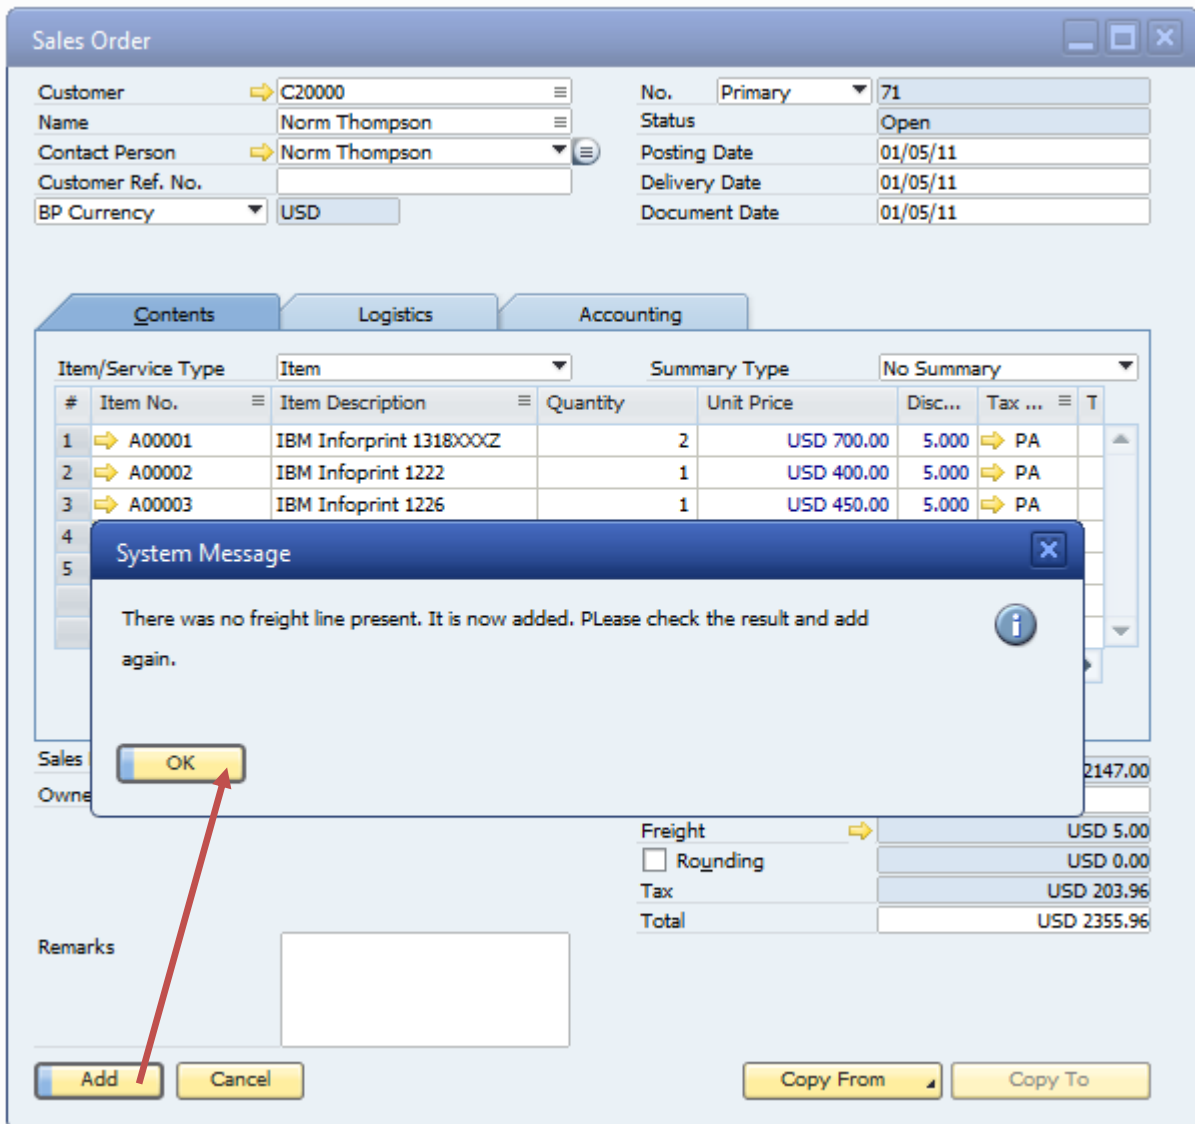 Sales Order
Customer C20000 No. Primary 71
Name Norm Thompson Status Open
Contact Person Norm Thompson Posting Date 01/05/11
Customer Ref. No. Delivery Date 01/05/11
BP Currency USD Document Date 01/05/11
Contents Logistics Accounting
Item/Service Type Item Summary Type No Summary
# Item No. Item Description Quantity Unit Price Disc... Tax ... T
1 A00001 IBM Inforprint 1318XXXZ 2 USD 700.00 5.000 PA
2 A00002 IBM Infoprint 1222 1 USD 400.00 5.000 PA
3 A00003 IBM Infoprint 1226 1 USD 450.00 5.000 PA
4
System Message
5
There was no freight line present. It is now added. PLease check the result and add
again.
OK
Sales 2147.00
Owne
Freight USD 5.00
Rounding USD 0.00
Tax USD 203.96
Total USD 2355.96
Remarks
Add Cancel Copy From Copy To